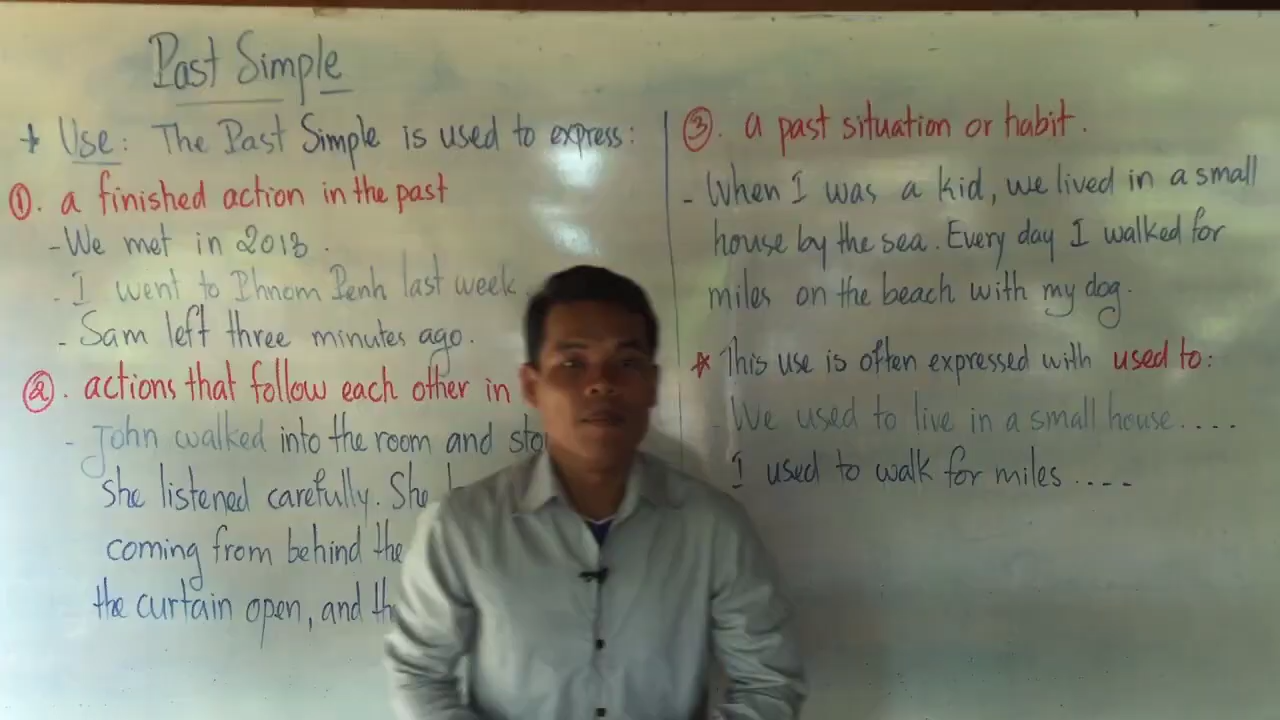 Past Simple
* Use: The Past Simple is used to express:
①. a finished action in the past
- We met in 2013.
- I went to Phnom Penh last week.
- Sam left three minutes ago.
②. actions that follow each other in
- John walked into the room and
she listened carefully. She
coming from behind the
the curtain open, and
③. a past situation or habit.
- When I was a kid, we lived in a small
house by the sea. Every day I walked for
miles on the beach with my dog.
* This use is often expressed with used to:
- We used to live in a small house....
I used to walk for miles....